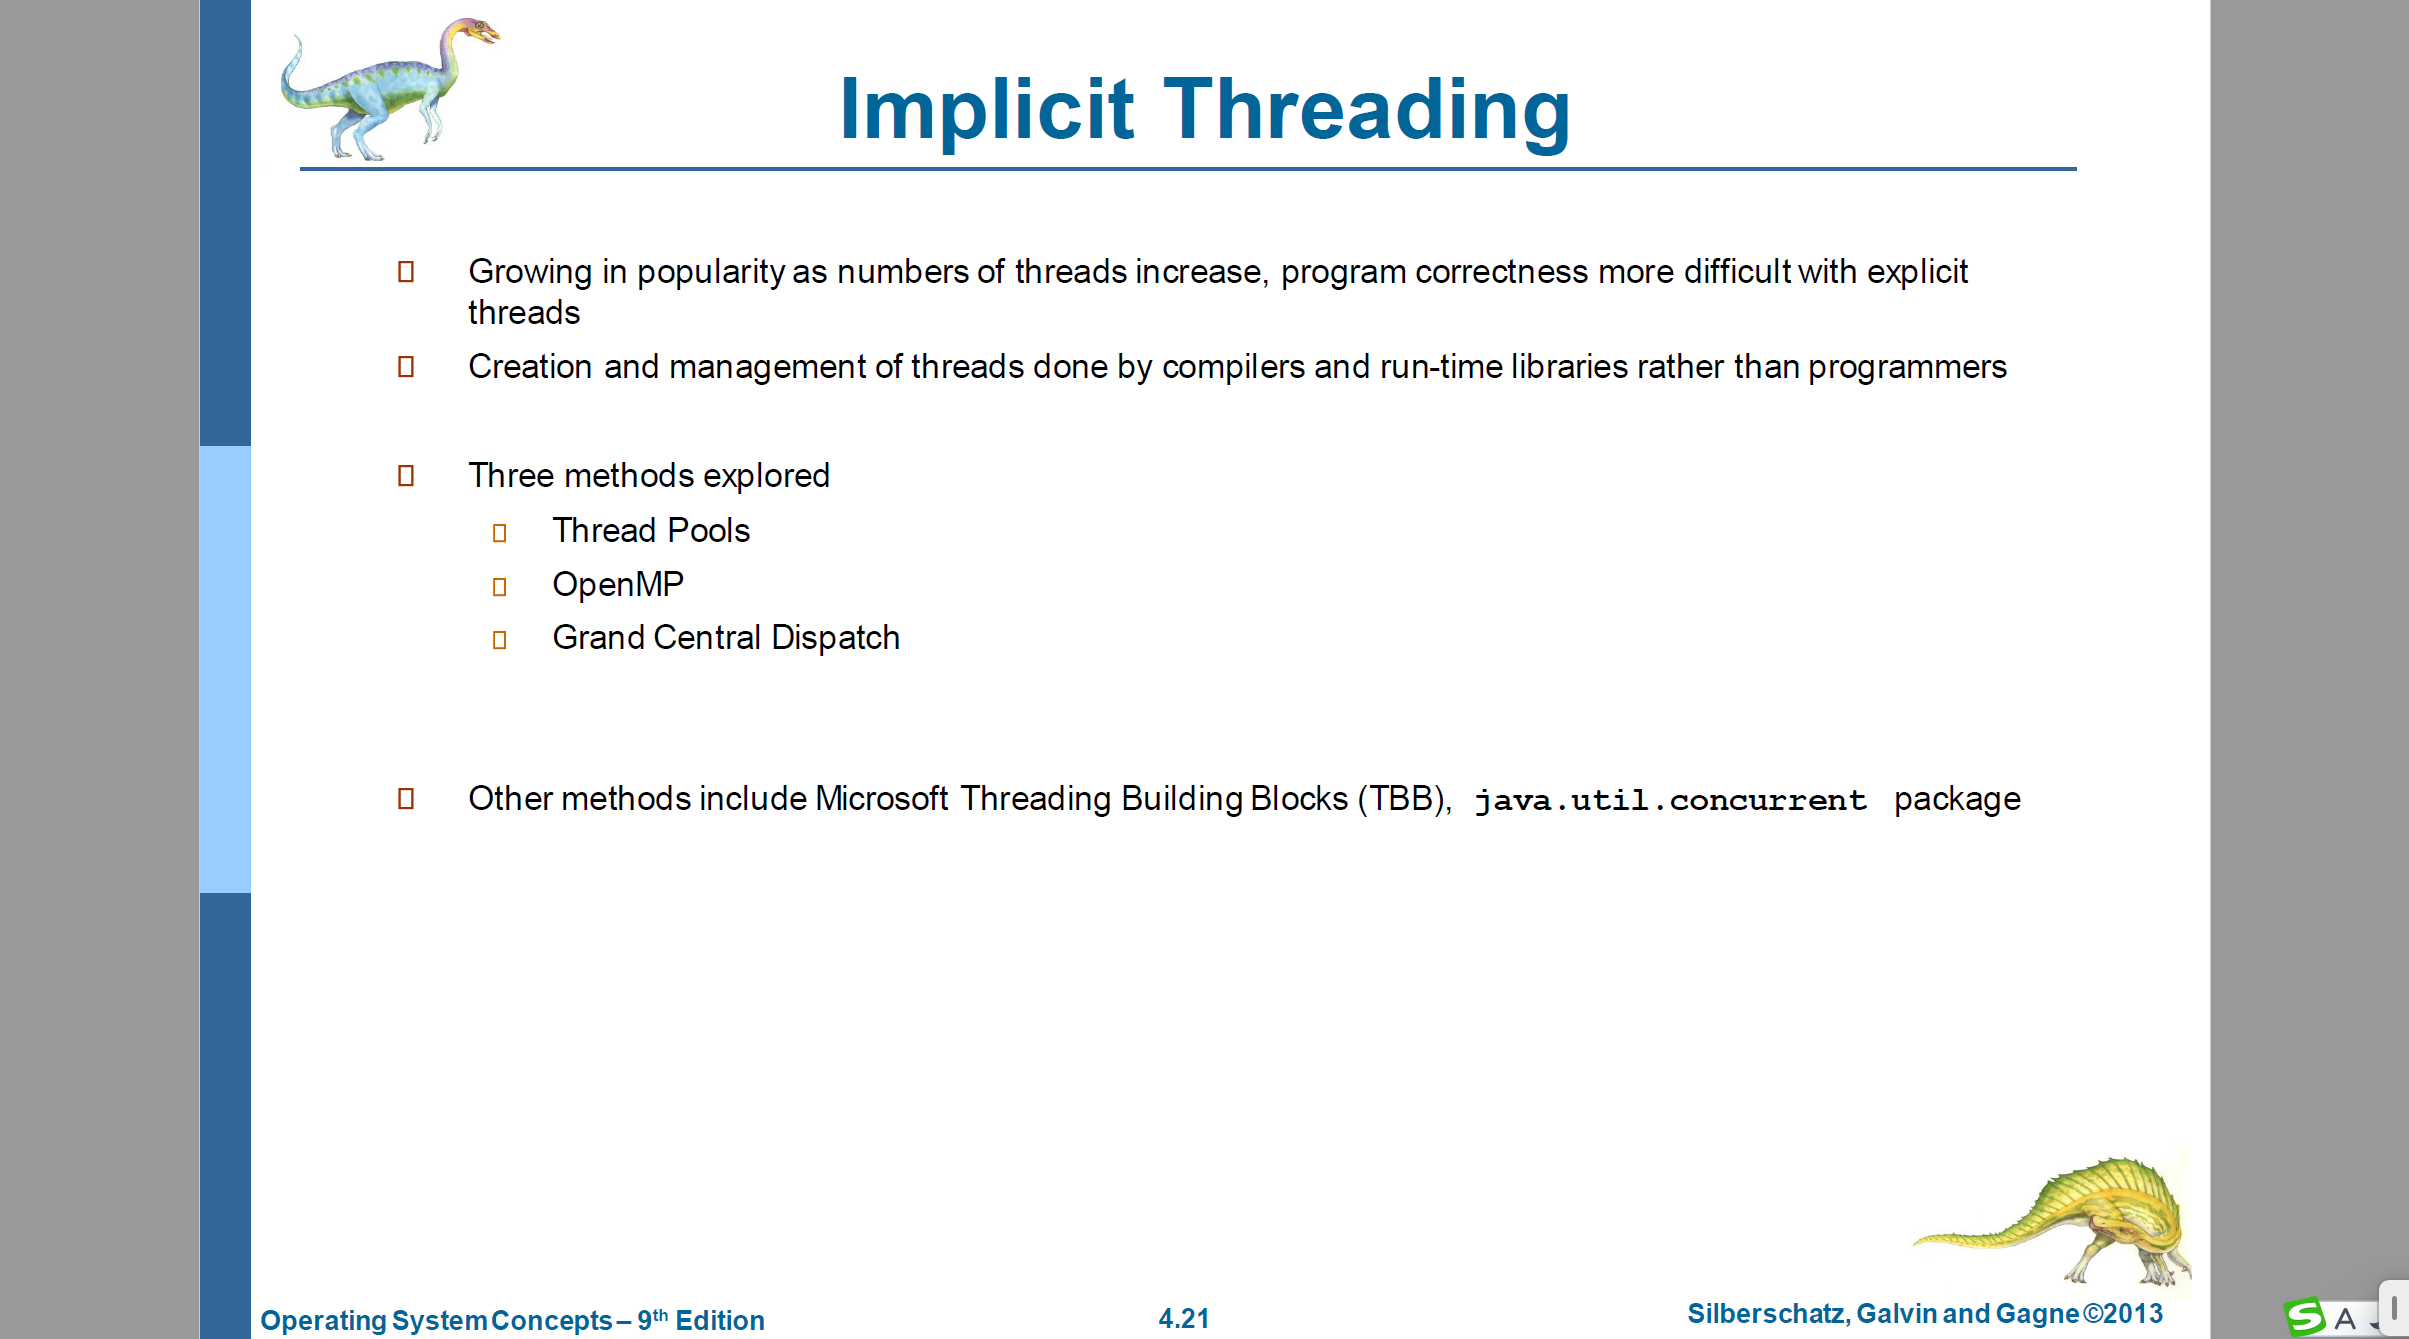 Implicit Threading
Growing in popularity as numbers of threads increase, program correctness more difficult with explicit
threads
Creation and management of threads done by compilers and run-time libraries rather than programmers
Three methods explored
Thread Pools
OpenMP
Grand Central Dispatch
Other methods include Microsoft Threading Building Blocks (TBB), java.util.concurrent package
Operating System Concepts – 9th Edition
4.21
Silberschatz, Galvin and Gagne ©2013
S A